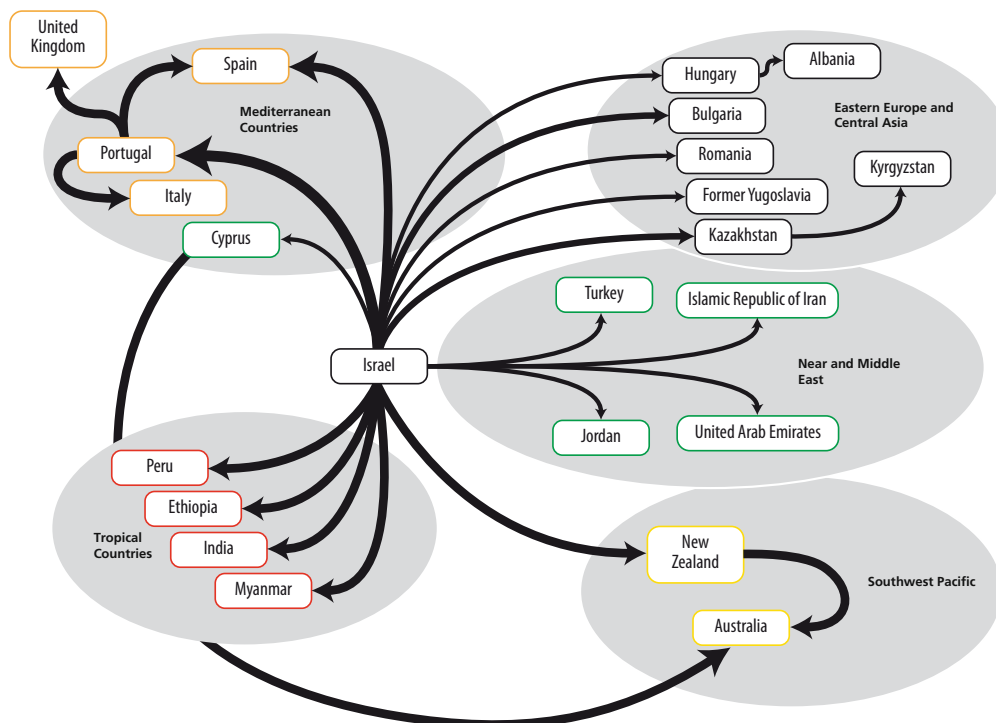 United
Kingdom
Spain
Mediterranean
Countries
Portugal
Italy
Cyprus
Hungary
Albania
Bulgaria
Eastern Europe and
Central Asia
Romania
Kyrgyzstan
Former Yugoslavia
Kazakhstan
Turkey
Islamic Republic of Iran
Israel
Near and Middle
East
Jordan
United Arab Emirates
Peru
Ethiopia
Tropical
Countries
India
Myanmar
New
Zealand
Southwest Pacific
Australia